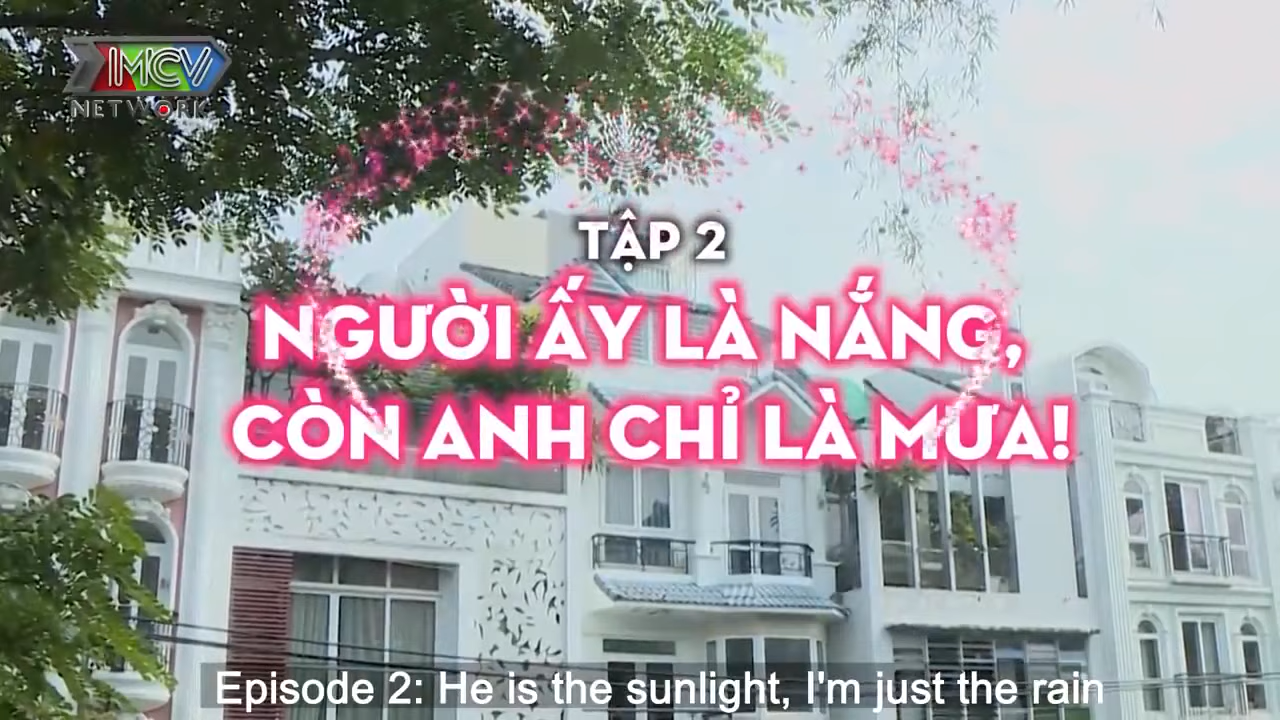 MCV
NETWORK
TẬP 2
NGƯỜI ẤY LÀ NẮNG,
CÒN ANH CHỈ LÀ MƯA!
Episode 2: He is the sunlight, I'm just the rain